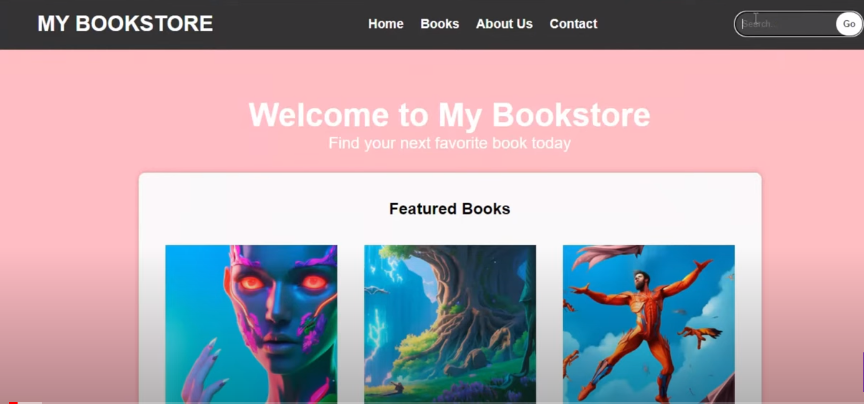 MY BOOKSTORE
Home Books About Us Contact
Search..
Go
Welcome to My Bookstore
Find your next favorite book today
Featured Books